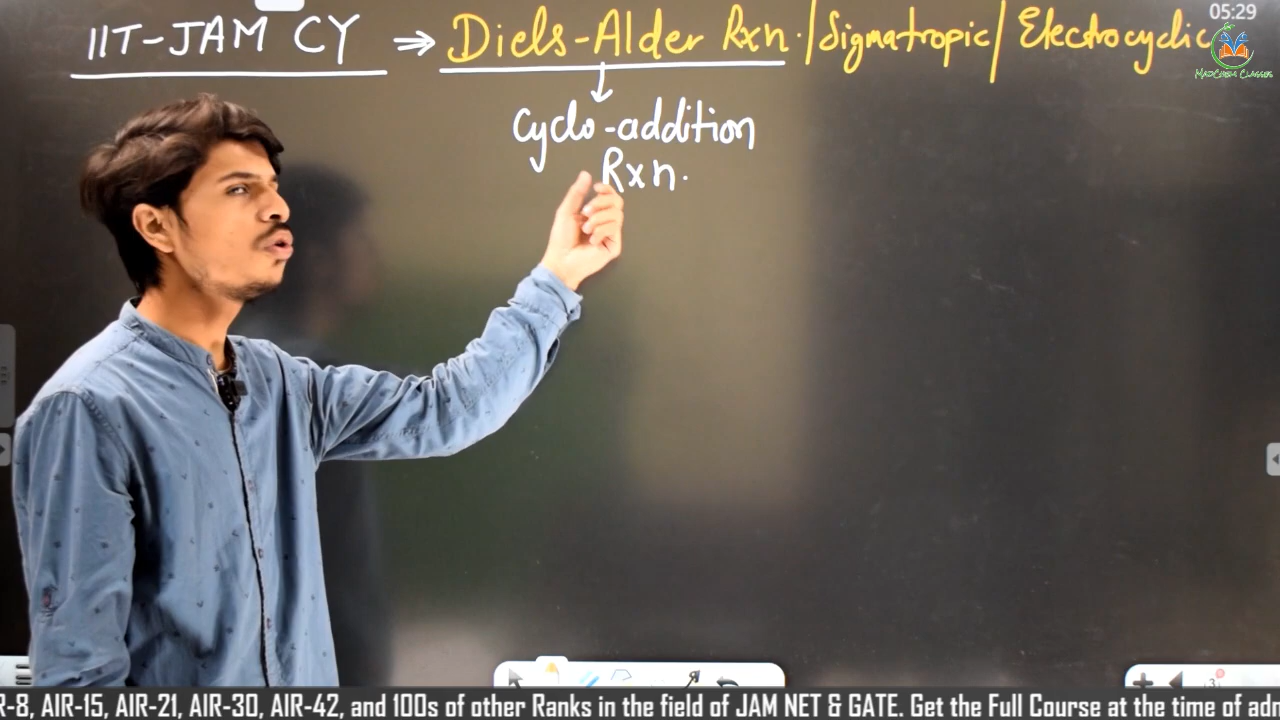 IIT-JAM CY ⇒ Diels-Alder Rxn. / Sigmatropic / Electrocyclic
05:29
MadChem Classes
Cyclo-addition
Rxn.
R-8, AIR-15, AIR-21, AIR-30, AIR-42, and 100s of other Ranks in the field of JAM NET & GATE. Get the Full Course at the time of adm